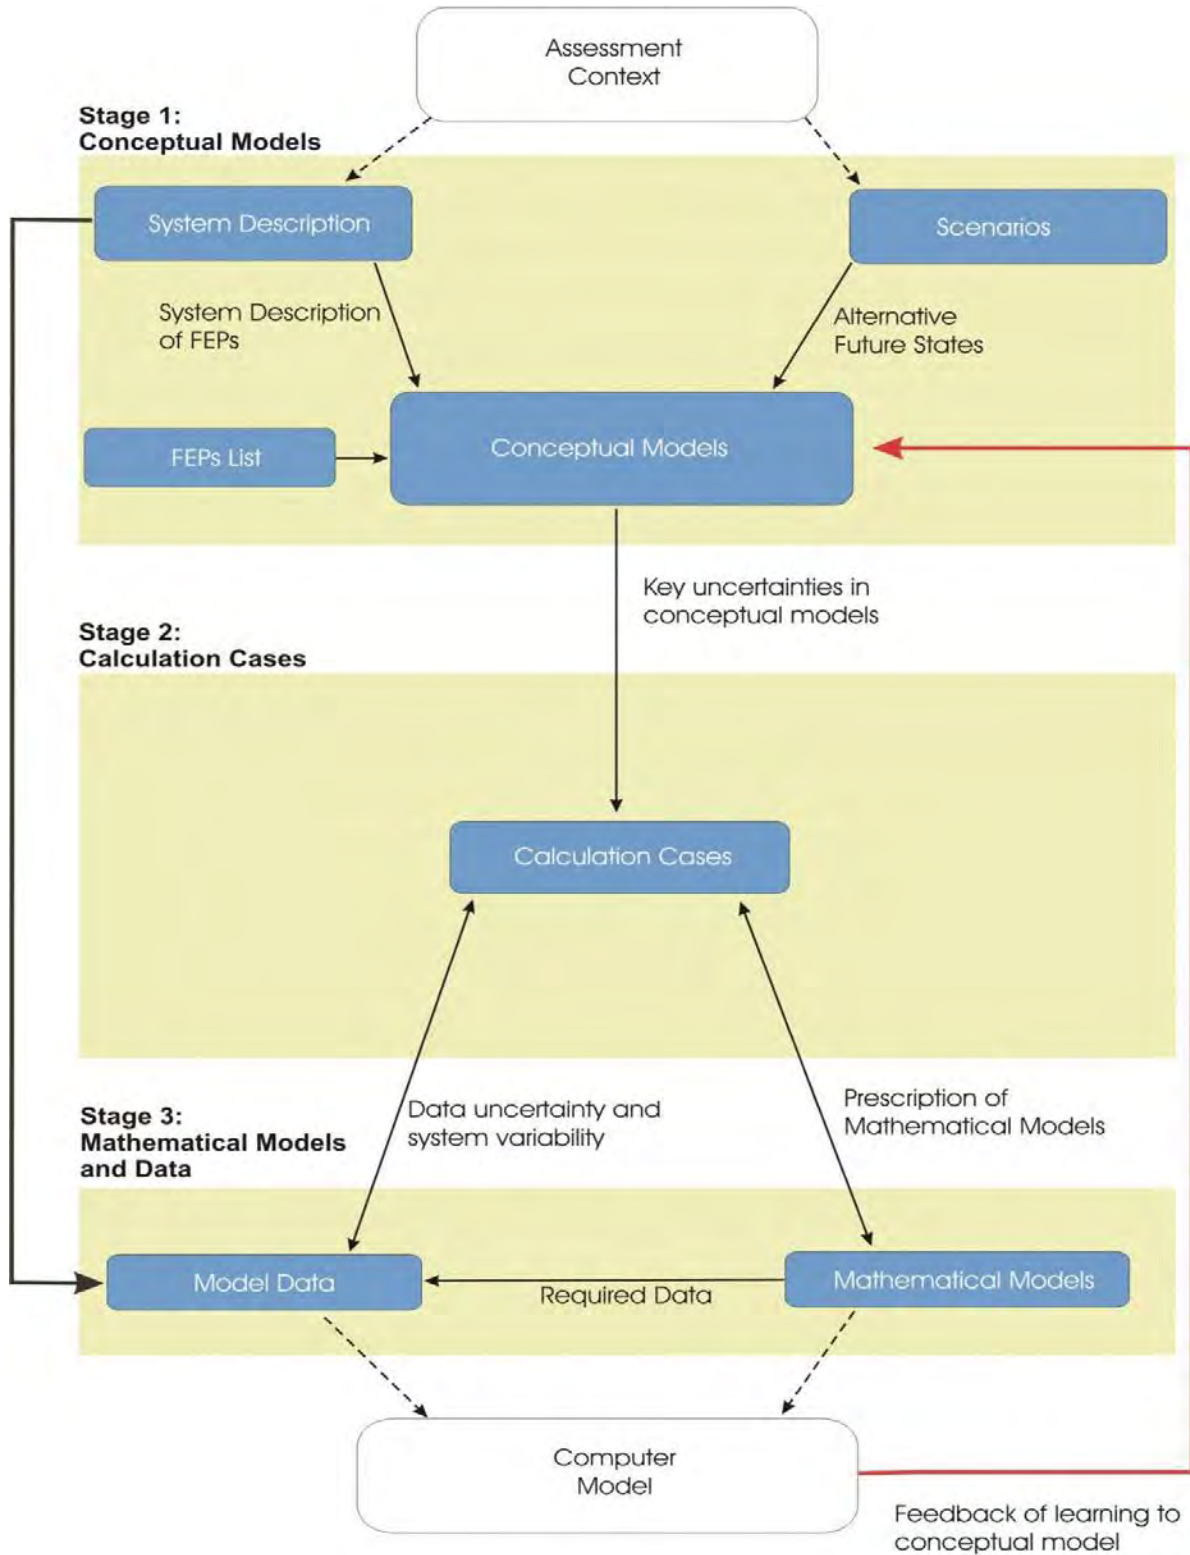 Assessment
Context
Stage 1:
Conceptual Models
System Description
Scenarios
System Description
of FEPs
Alternative
Future States
FEPs List
Conceptual Models
Key uncertainties in
conceptual models
Stage 2:
Calculation Cases
Calculation Cases
Stage 3:
Mathematical Models
and Data
Data uncertainty and
system variability
Prescription of
Mathematical Models
Model Data
Required Data
Mathematical Models
Computer
Model
Feedback of learning to
conceptual model